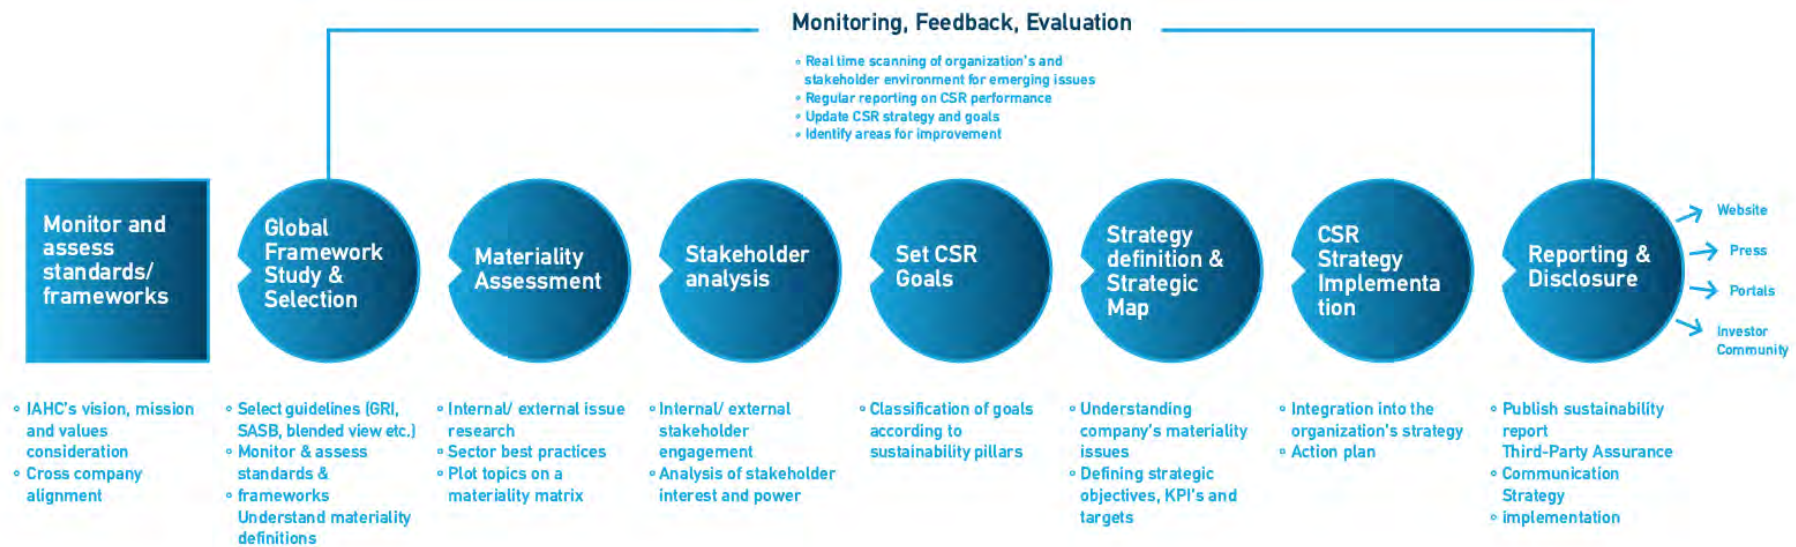 Monitoring, Feedback, Evaluation
◦ Real time scanning of organization's and
stakeholder environment for emerging issues
◦ Regular reporting on CSR performance
◦ Update CSR strategy and goals
◦ Identify areas for improvement
Monitor and
assess
standards/
frameworks
Global
Framework
Study &
Selection
Materiality
Assessment
Stakeholder
analysis
Set CSR
Goals
Strategy
definition &
Strategic
Map
CSR
Strategy
Implementa
tion
Reporting &
Disclosure
Website
Press
Portals
Investor
Community
◦ IAHC's vision, mission
and values
consideration
◦ Cross company
alignment
◦ Select guidelines (GRI,
SASB, blended view etc.)
◦ Monitor & assess
standards &
◦ frameworks
Understand materiality
definitions
◦ Internal/ external issue
research
◦ Sector best practices
◦ Plot topics on a
materiality matrix
◦ Internal/ external
stakeholder
engagement
◦ Analysis of stakeholder
interest and power
◦ Classification of goals
according to
sustainability pillars
◦ Understanding
company's materiality
issues
◦ Defining strategic
objectives, KPI's and
targets
◦ Integration into the
organization's strategy
◦ Action plan
◦ Publish sustainability
report
Third-Party Assurance
◦ Communication
Strategy
◦ implementation